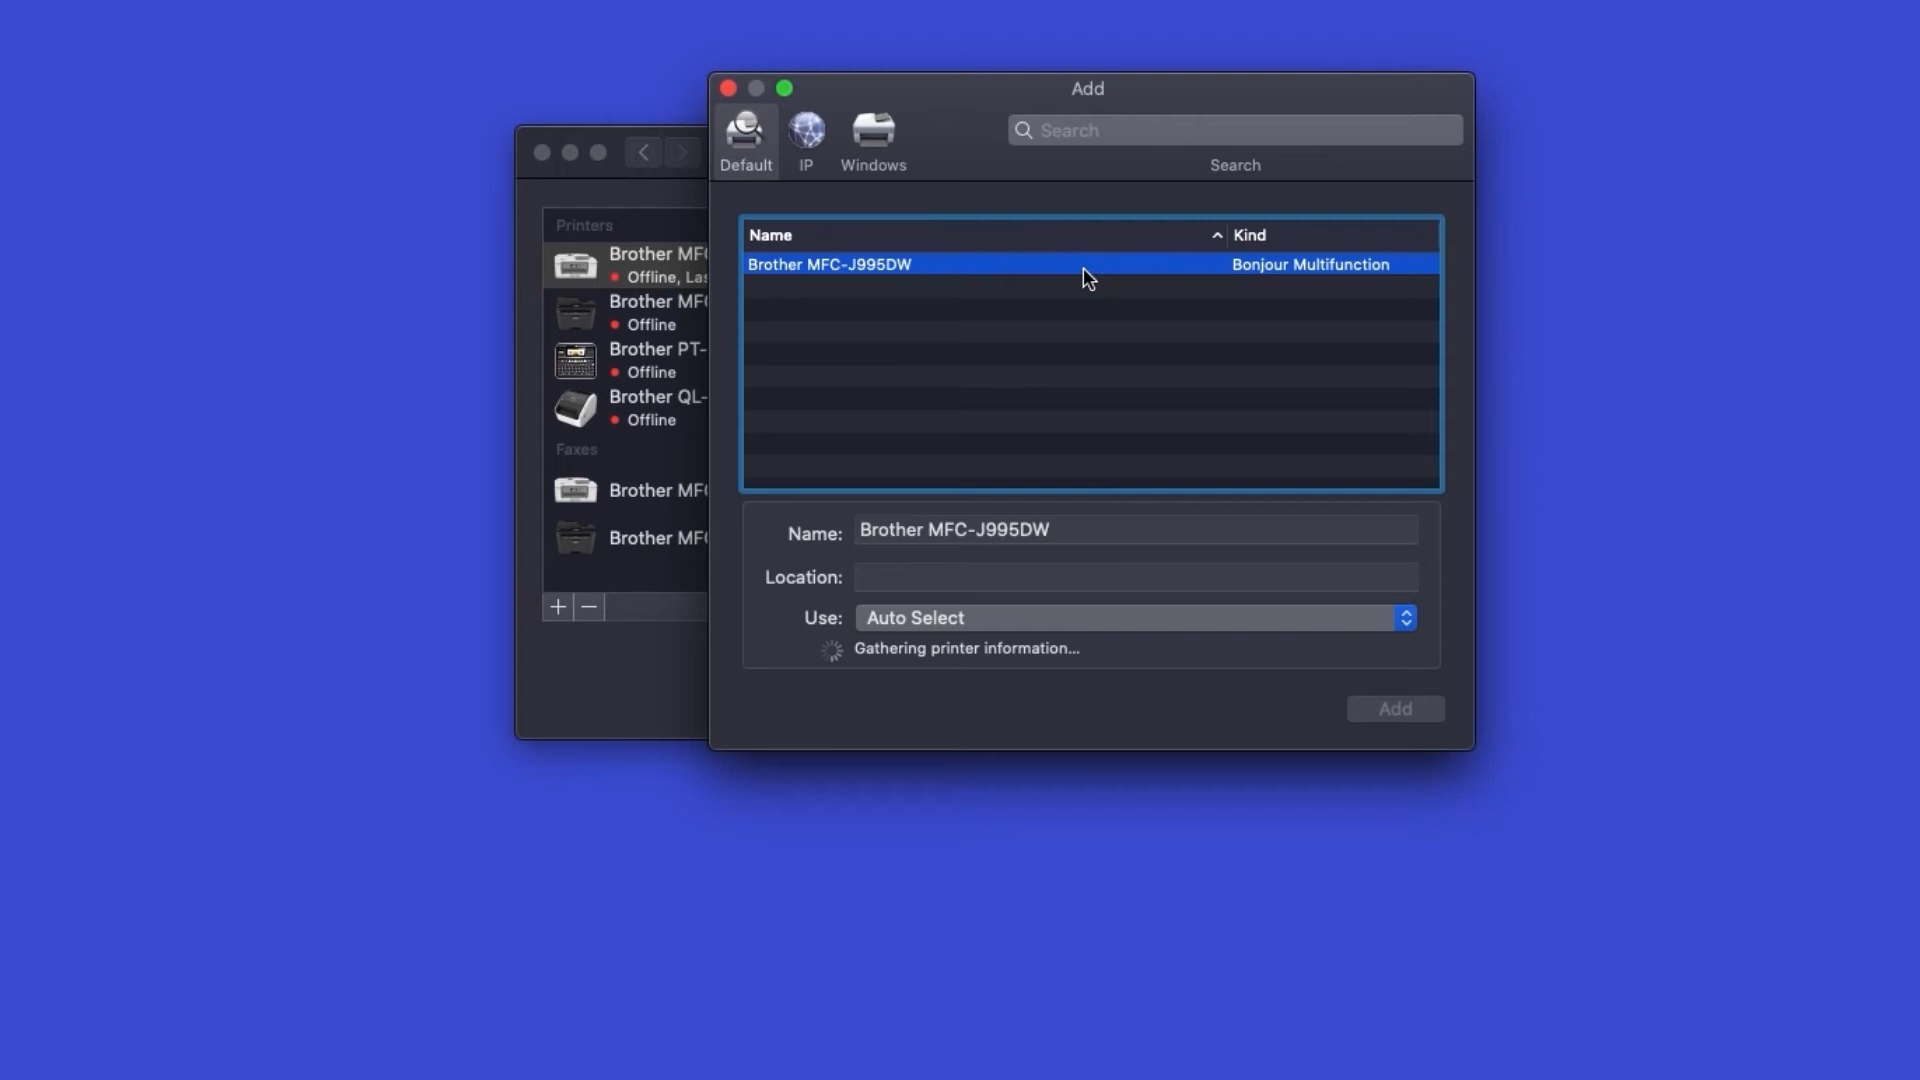 Add
Default
IP
Windows
Search
Search
Printers
Brother MF
Offline, Las
Brother MF
Offline
Brother PT-
Offline
Brother QL-
Offline
Faxes
Brother MF
Brother MF
Name
Kind
Brother MFC-J995DW
Bonjour Multifunction
Name: Brother MFC-J995DW
Location:
Use: Auto Select
Gathering printer information...
Add